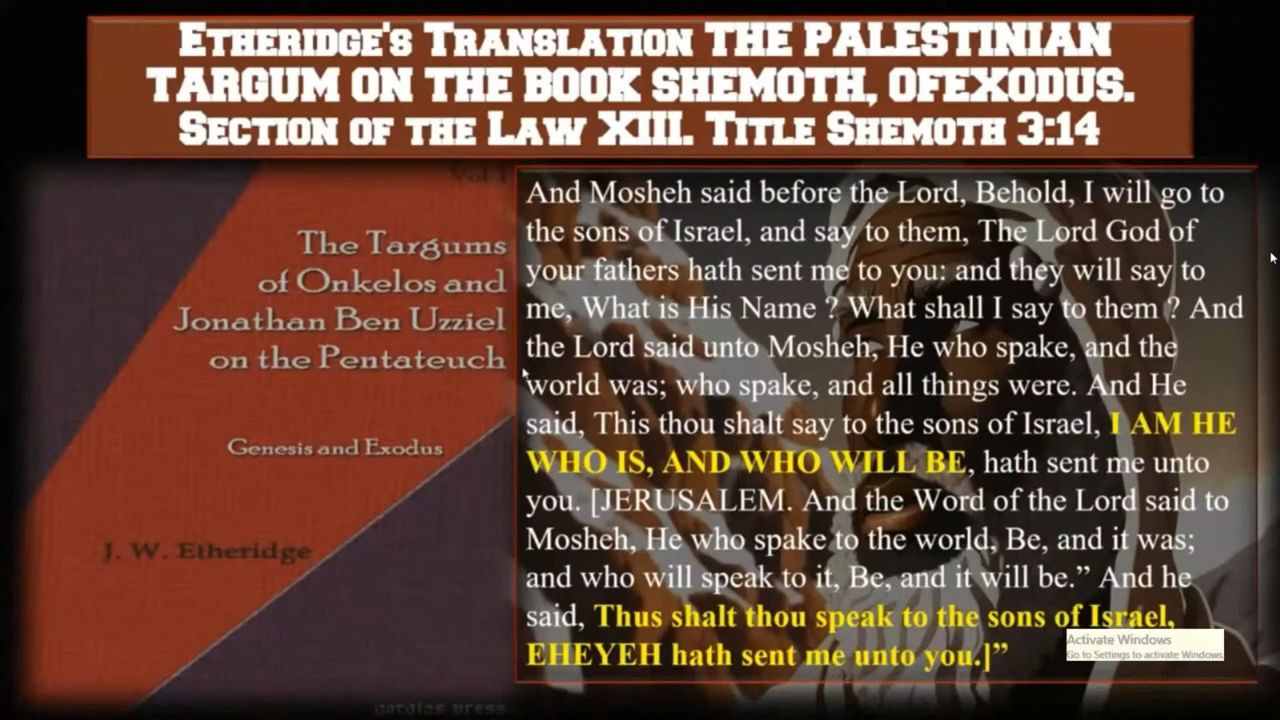 Etheridge's Translation THE PALESTINIAN
TARGUM ON THE BOOK SHEMOTH, OFEXODUS.
Section of the Law XIII. Title Shemoth 3:14
Vol I
The Targums
of Onkelos and
Jonathan Ben Uzziel
on the Pentateuch
Genesis and Exodus
J. W. Etheridge
gorgias press
And Mosheh said before the Lord, Behold, I will go to
the sons of Israel, and say to them, The Lord God of
your fathers hath sent me to you: and they will say to
me, What is His Name ? What shall I say to them ? And
the Lord said unto Mosheh, He who spake, and the
world was; who spake, and all things were. And He
said, This thou shalt say to the sons of Israel, I AM HE
WHO IS, AND WHO WILL BE, hath sent me unto
you. [JERUSALEM. And the Word of the Lord said to
Mosheh, He who spake to the world, Be, and it was;
and who will speak to it, Be, and it will be.” And he
said, Thus shalt thou speak to the sons of Israel,
EHEYEH hath sent me unto you.]”
Activate Windows
Go to Settings to activate Windows.